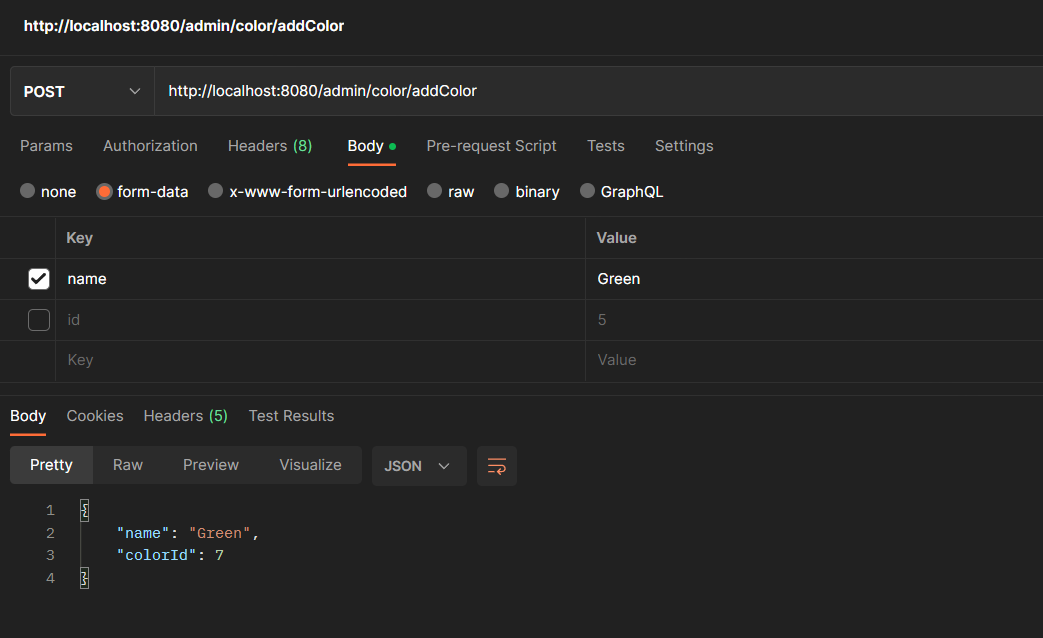 http://localhost:8080/admin/color/addColor
POST http://localhost:8080/admin/color/addColor
Params Authorization Headers (8) Body Pre-request Script Tests Settings
none form-data x-www-form-urlencoded raw binary GraphQL
Key Value
name Green
id 5
Key Value
Body Cookies Headers (5) Test Results
Pretty Raw Preview Visualize JSON
1 {
2 "name": "Green",
3 "colorId": 7
4 }